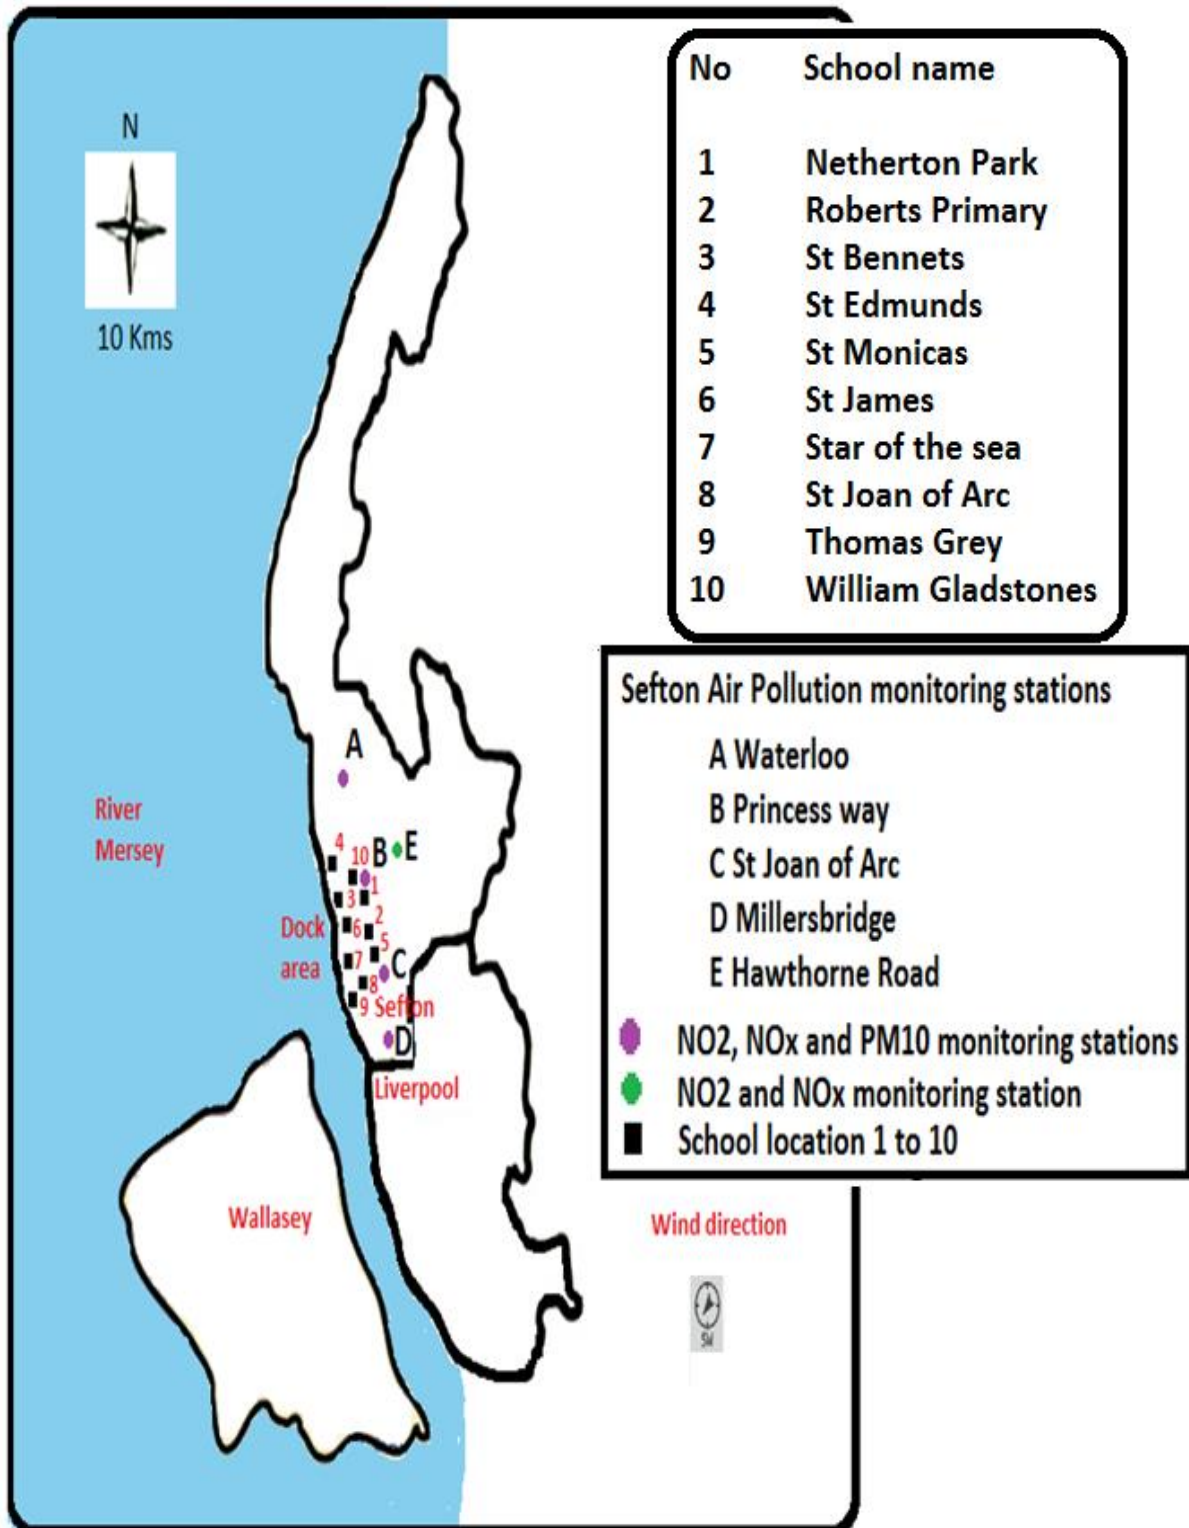 N
10 Kms
No School name
1 Netherton Park
2 Roberts Primary
3 St Bennets
4 St Edmunds
5 St Monicas
6 St James
7 Star of the sea
8 St Joan of Arc
9 Thomas Grey
10 William Gladstones
Sefton Air Pollution monitoring stations
A Waterloo
B Princess way
C St Joan of Arc
D Millersbridge
E Hawthorne Road
NO2, NOx and PM10 monitoring stations
NO2 and NOx monitoring station
School location 1 to 10
A
River
Mersey
4
10
B
E
1
3
2
Dock
area
6
5
7
C
8
9
Sefton
D
Liverpool
Wallasey
Wind direction
SW